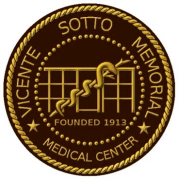 VICENTE SOTTO MEMORIAL
FOUNDED 1913
MEDICAL CENTER